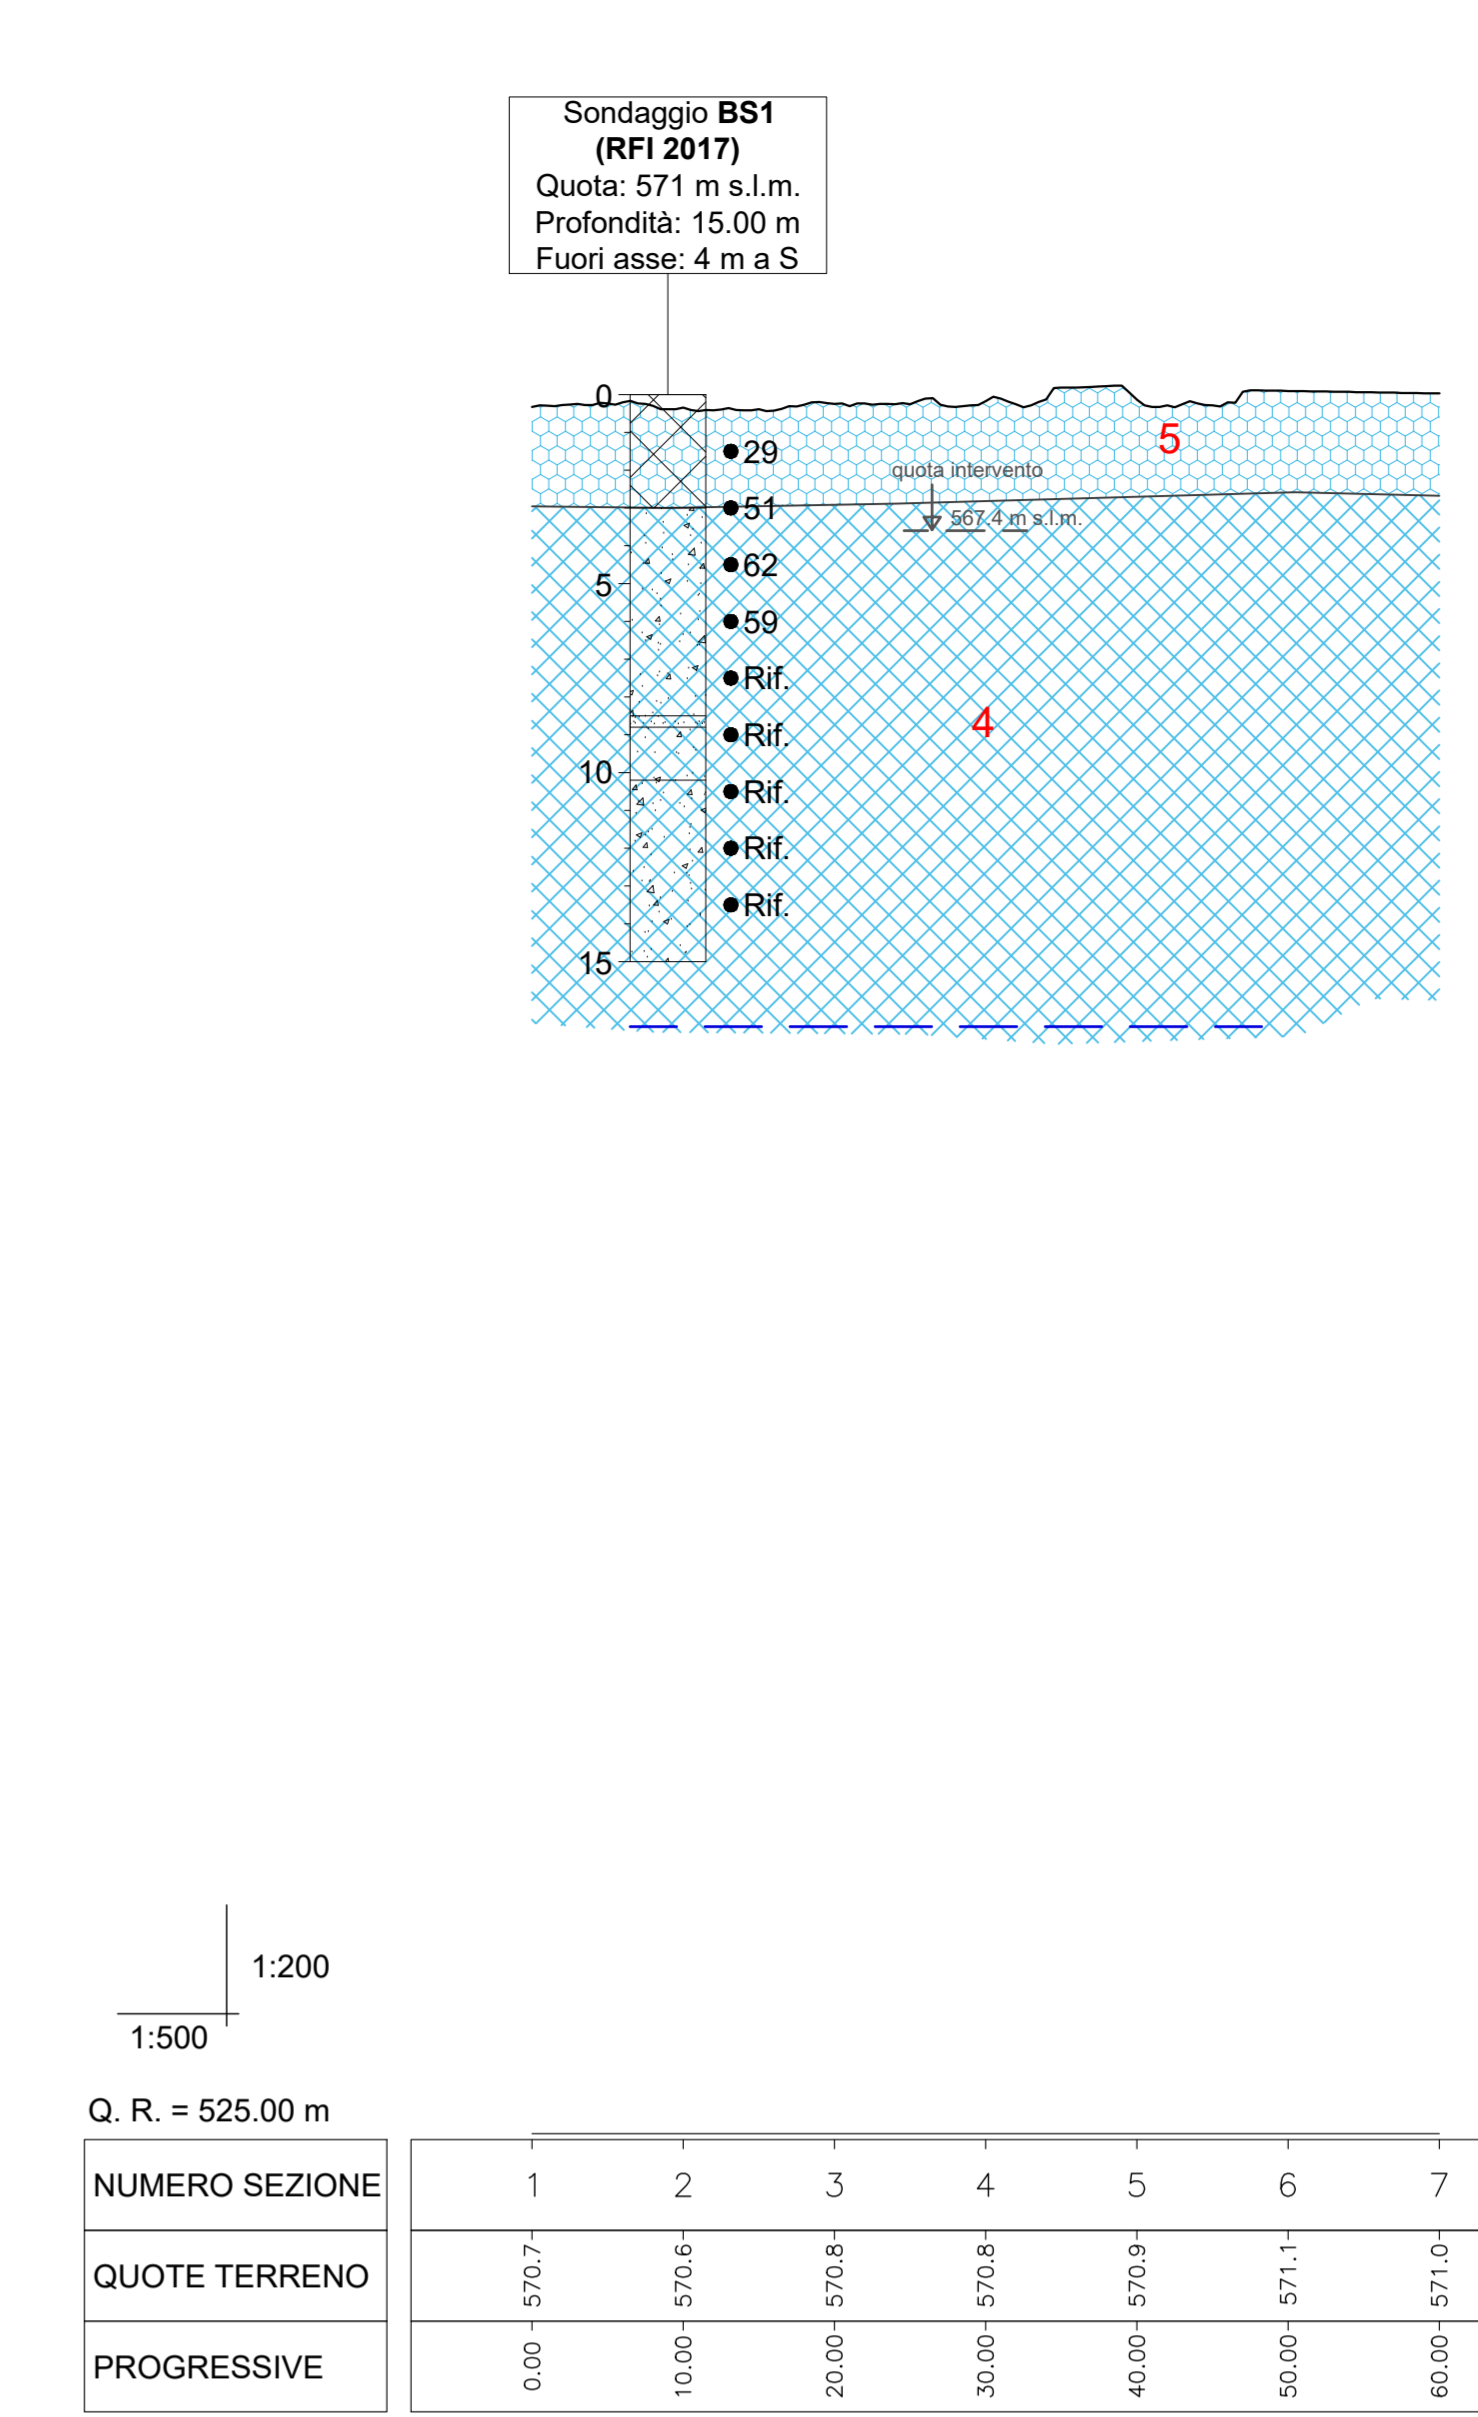 Sondaggio BS1
(RFI 2017)
Quota: 571 m s.l.m.
Profondità: 15.00 m
Fuori asse: 4 m a S
0
5
29
quota intervento
51
567.4 m s.l.m.
62
5
59
Rif.
4
Rif.
10
Rif.
Rif.
Rif.
15
1:200
1:500
Q. R. = 525.00 m
NUMERO SEZIONE 1 2 3 4 5 6 7
QUOTE TERRENO 570.7 570.6 570.8 570.8 570.9 571.1 571.0
PROGRESSIVE 0.00 10.00 20.00 30.00 40.00 50.00 60.00